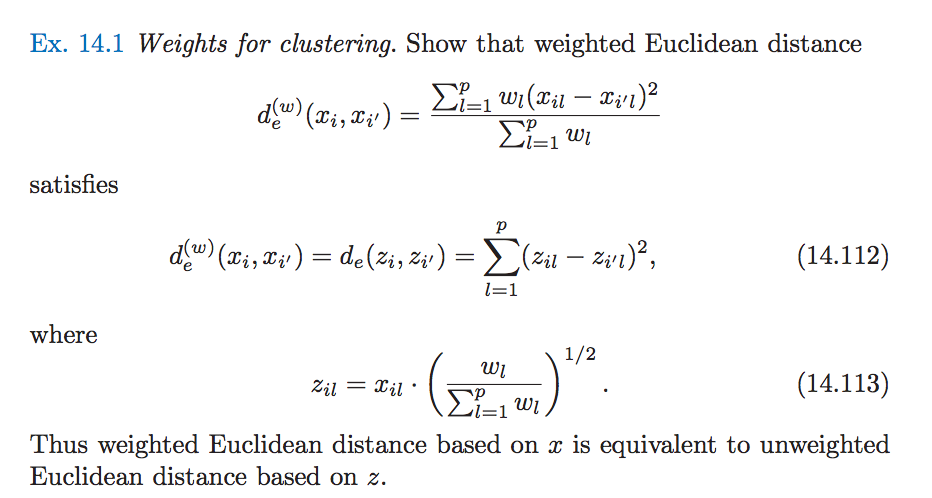 Ex. 14.1 Weights for clustering. Show that weighted Euclidean distance
$$d_e^{(w)}(x_i, x_{i'}) = \frac{\sum_{l=1}^{p} w_l(x_{il} - x_{i'l})^2}{\sum_{l=1}^{p} w_l}$$
satisfies
$$d_e^{(w)}(x_i, x_{i'}) = d_e(z_i, z_{i'}) = \sum_{l=1}^{p}(z_{il} - z_{i'l})^2, \quad (14.112)$$
where
$$z_{il} = x_{il} \cdot \left(\frac{w_l}{\sum_{l=1}^{p} w_l}\right)^{1/2}. \quad (14.113)$$
Thus weighted Euclidean distance based on $x$ is equivalent to unweighted
Euclidean distance based on $z$.